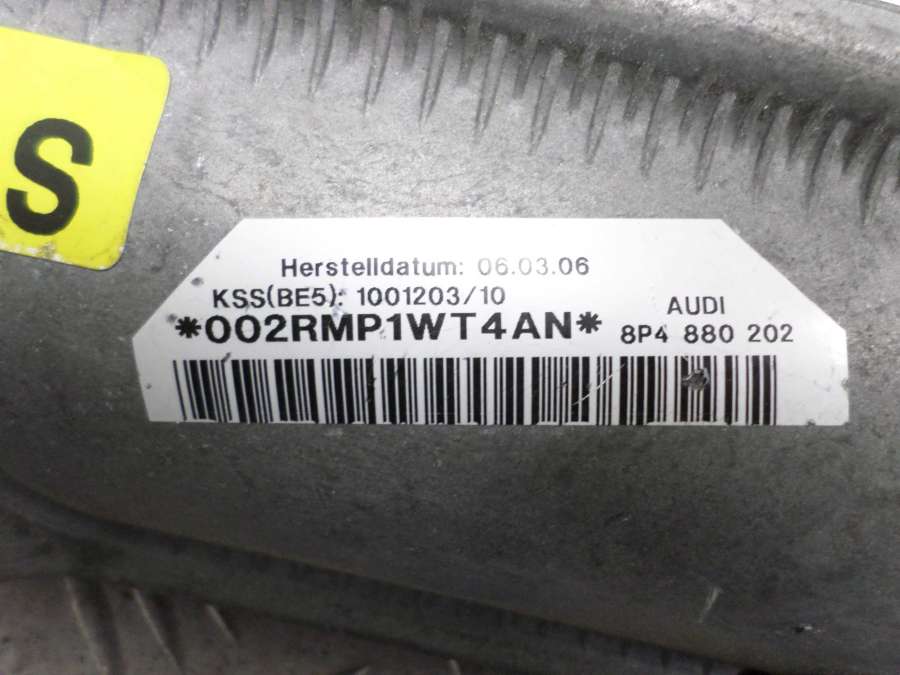 S
Herstelldatum: 06.03.06
KSS(BE5): 1001203/10
AUDI
*002RMP1WT4AN*
8P4 880 202